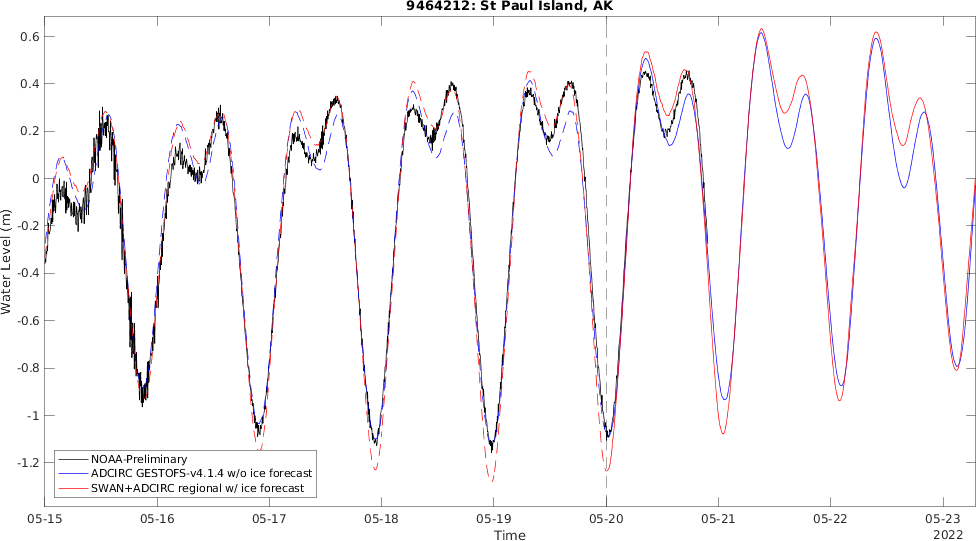 9464212: St Paul Island, AK
Water Level (m)
0.6
0.4
0.2
0
-0.2
-0.4
-0.6
-0.8
-1
-1.2
NOAA-Preliminary
ADCIRC GESTOFS-v4.1.4 w/o ice forecast
SWAN+ADCIRC regional w/ ice forecast
05-15 05-16 05-17 05-18 05-19 05-20 05-21 05-22 05-23
Time
2022